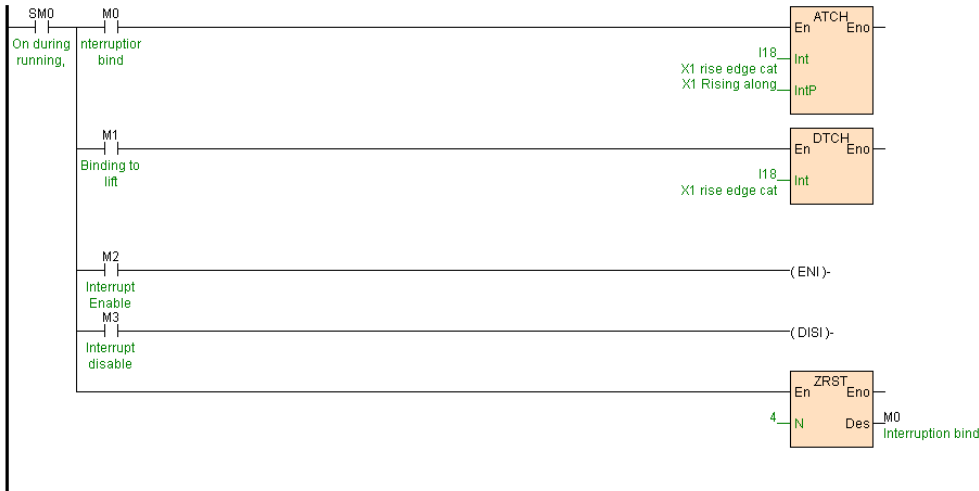 SM0
On during
running,
M0
nterruptior
bind
ATCH
En Eno
I18 Int
X1 rise edge cat
X1 Rising along IntP
M1
Binding to
lift
DTCH
En Eno
I18 Int
X1 rise edge cat
M2
Interrupt
Enable
( ENI )-
M3
Interrupt
disable
( DISI )-
ZRST
En Eno
4 N Des M0
Interruption bind